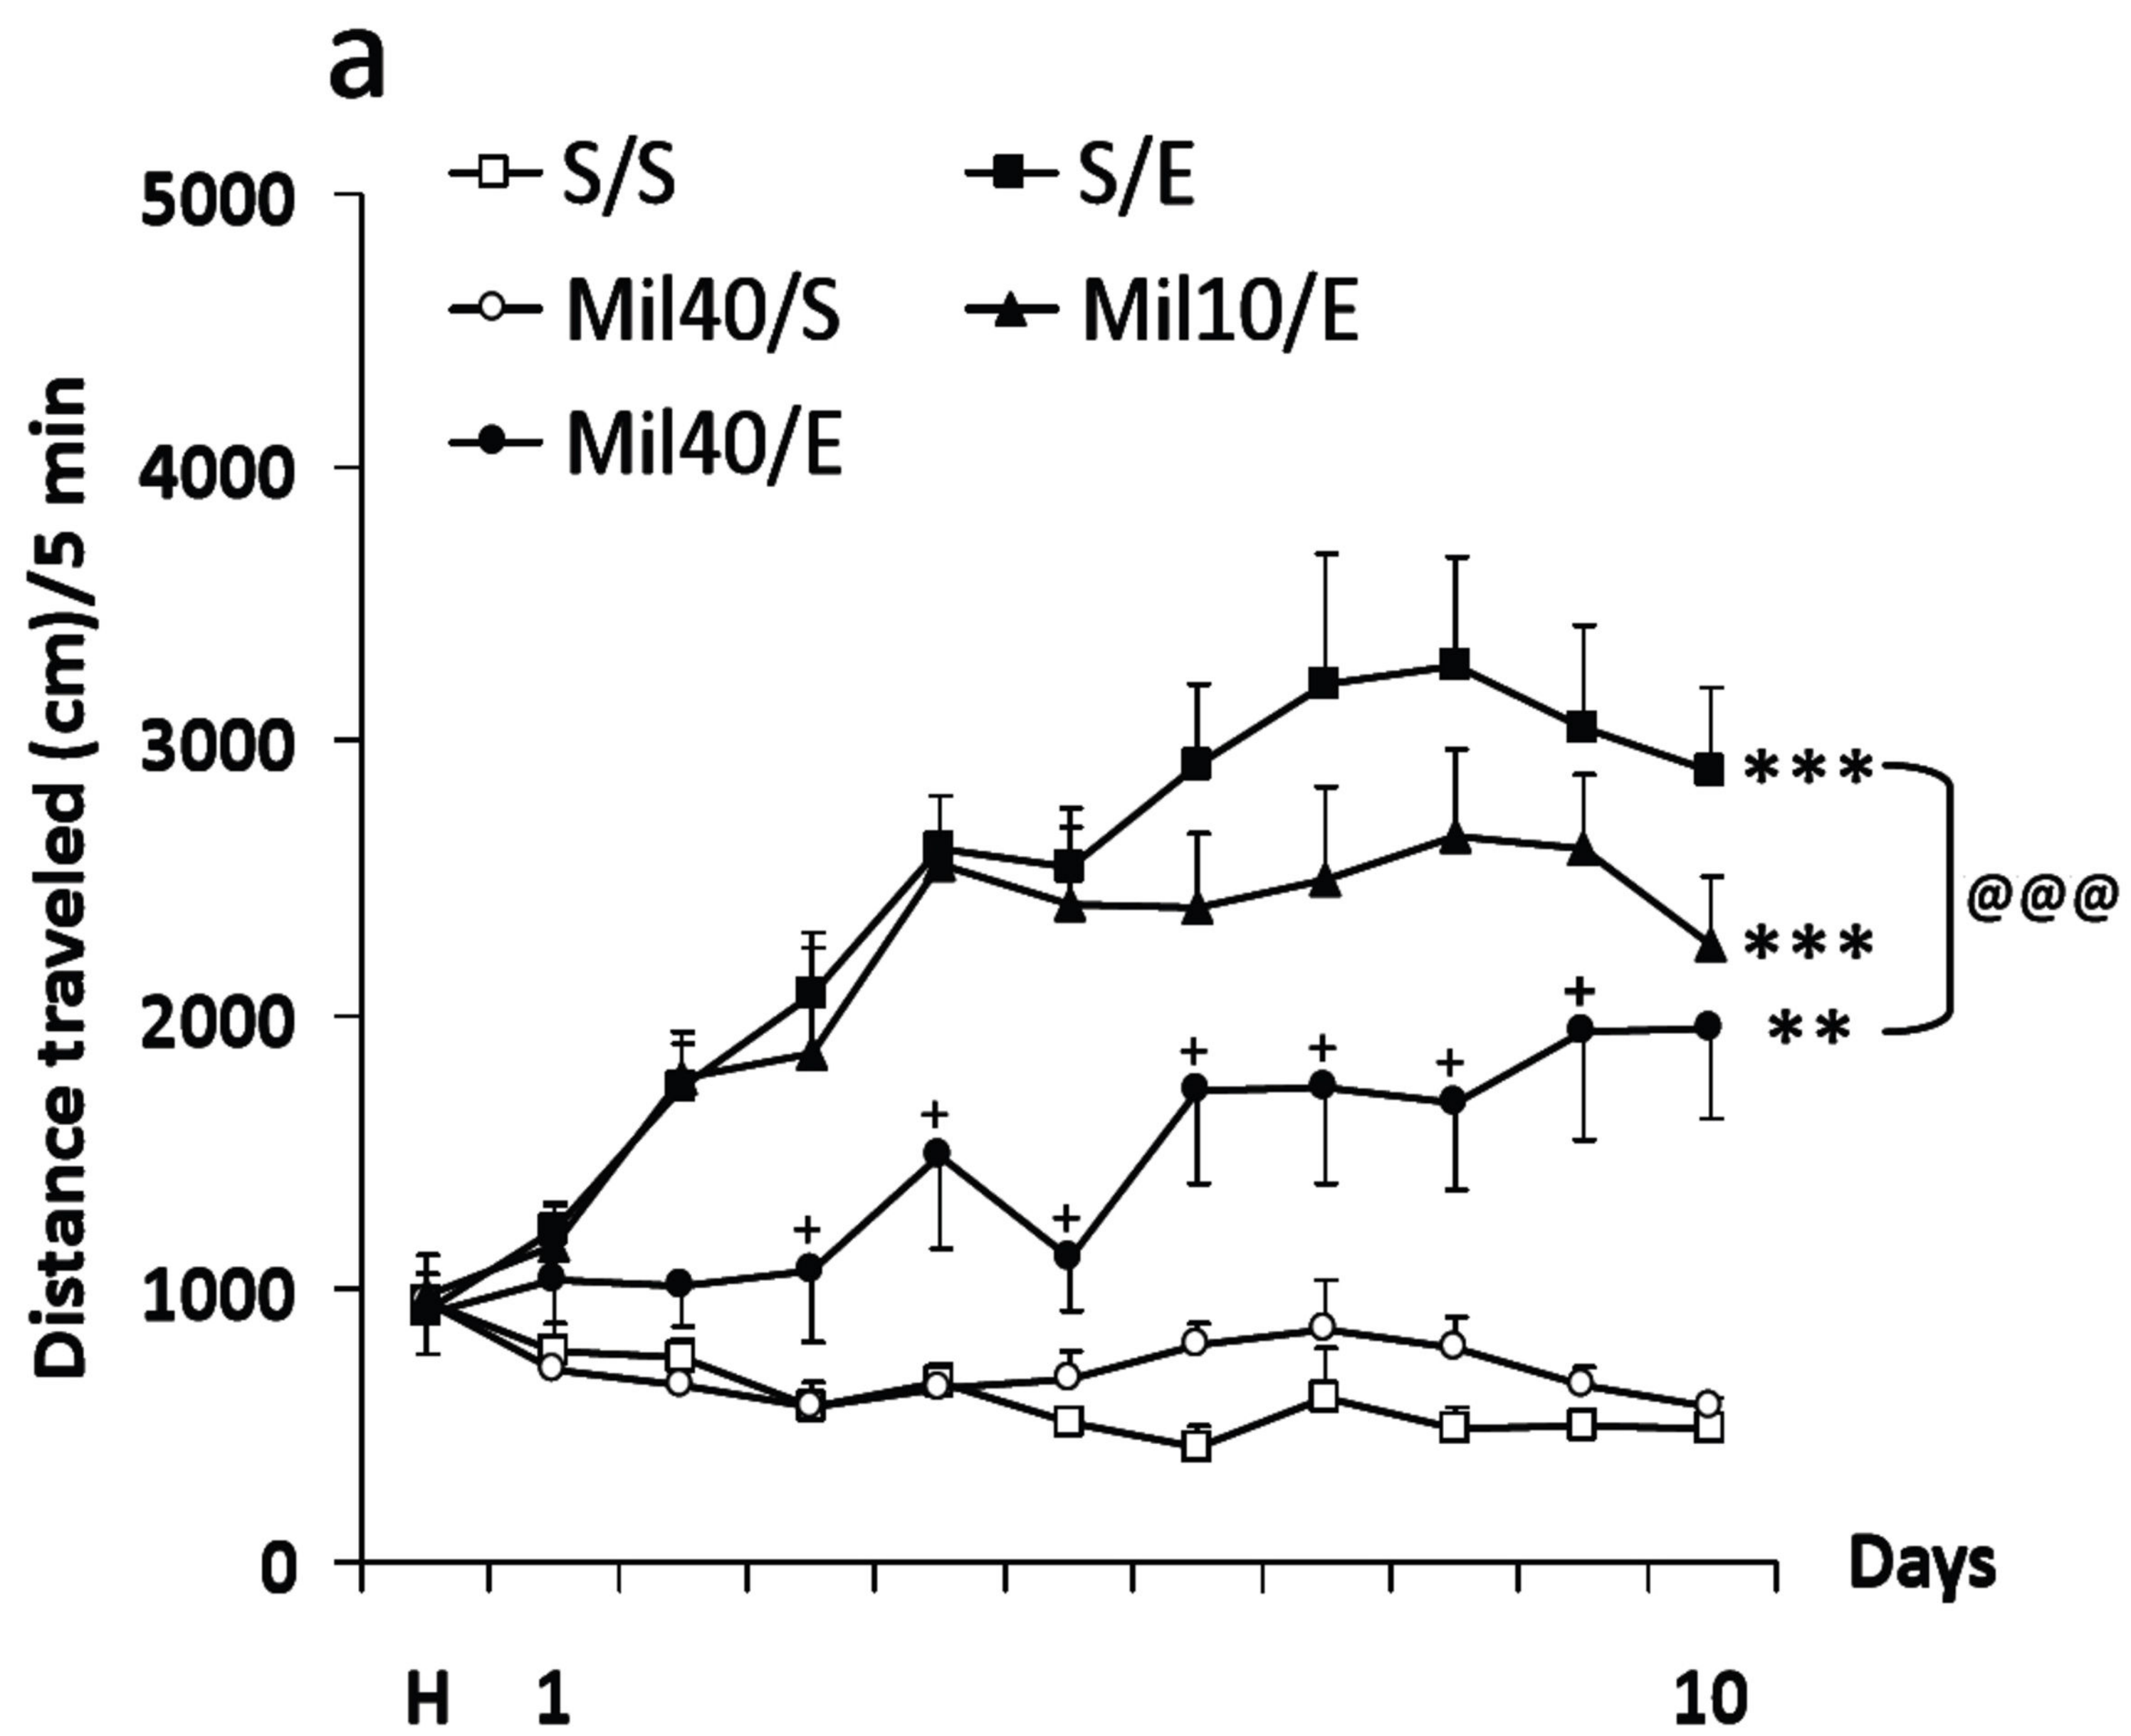 a
S/S S/E
Mil40/S Mil10/E
Mil40/E
Distance traveled (cm)/5 min
5000
4000
3000
2000
1000
0
***
@@@
***
+
**
+ + +
+
+ +
Days
H 1 10